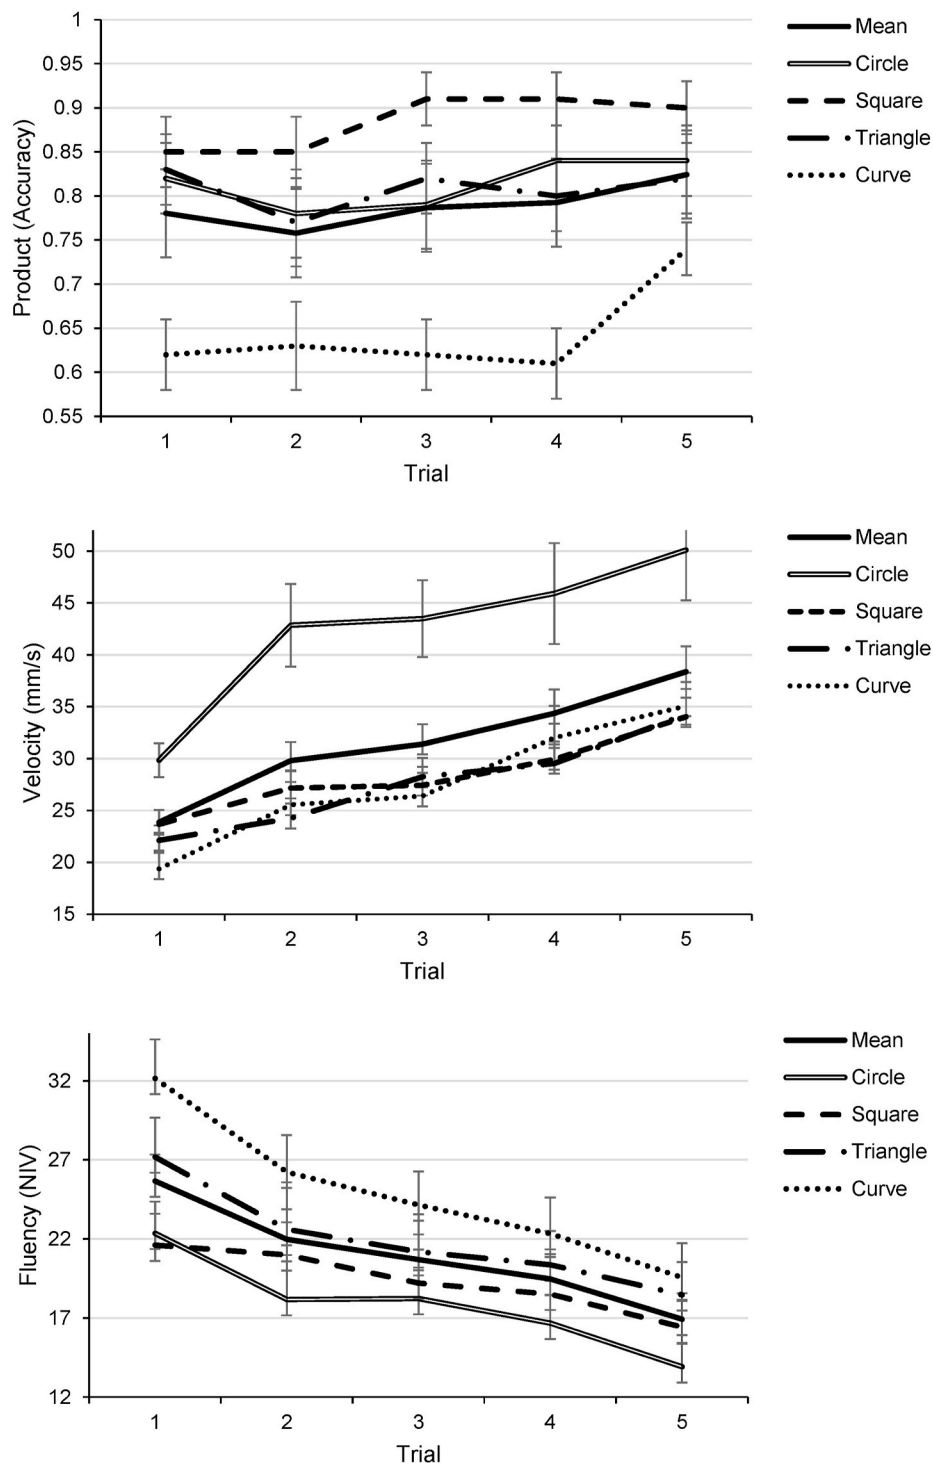 1
0.95
0.9
0.85
0.8
0.75
0.7
0.65
0.6
0.55
Product (Accuracy)
1 2 3 4 5
Trial
Mean
Circle
Square
Triangle
Curve
50
45
40
35
30
25
20
15
Velocity (mm/s)
1 2 3 4 5
Trial
Mean
Circle
Square
Triangle
Curve
32
27
22
17
12
Fluency (NIV)
1 2 3 4 5
Trial
Mean
Circle
Square
Triangle
Curve